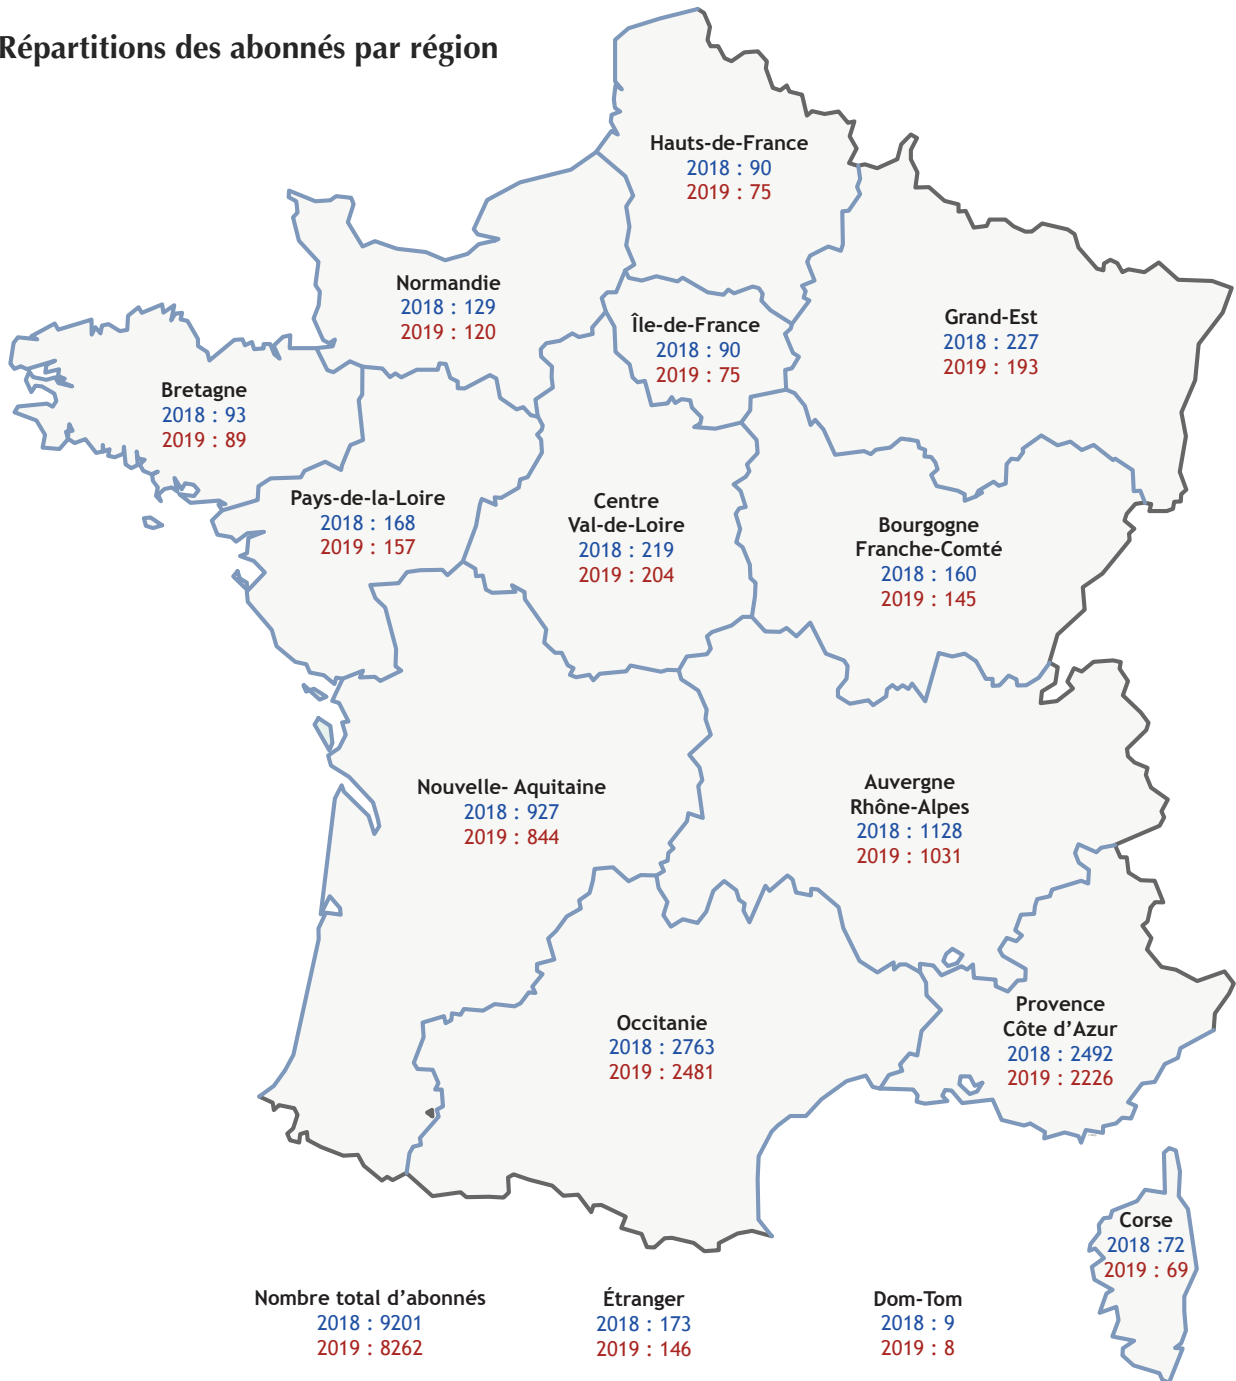 Répartitions des abonnés par région
Hauts-de-France
2018 : 90
2019 : 75
Normandie
2018 : 129
2019 : 120
Île-de-France
2018 : 90
2019 : 75
Grand-Est
2018 : 227
2019 : 193
Bretagne
2018 : 93
2019 : 89
Pays-de-la-Loire
2018 : 168
2019 : 157
Centre
Val-de-Loire
2018 : 219
2019 : 204
Bourgogne
Franche-Comté
2018 : 160
2019 : 145
Nouvelle- Aquitaine
2018 : 927
2019 : 844
Auvergne
Rhône-Alpes
2018 : 1128
2019 : 1031
Occitanie
2018 : 2763
2019 : 2481
Provence
Côte d’Azur
2018 : 2492
2019 : 2226
Corse
2018 :72
2019 : 69
Nombre total d’abonnés
2018 : 9201
2019 : 8262
Étranger
2018 : 173
2019 : 146
Dom-Tom
2018 : 9
2019 : 8